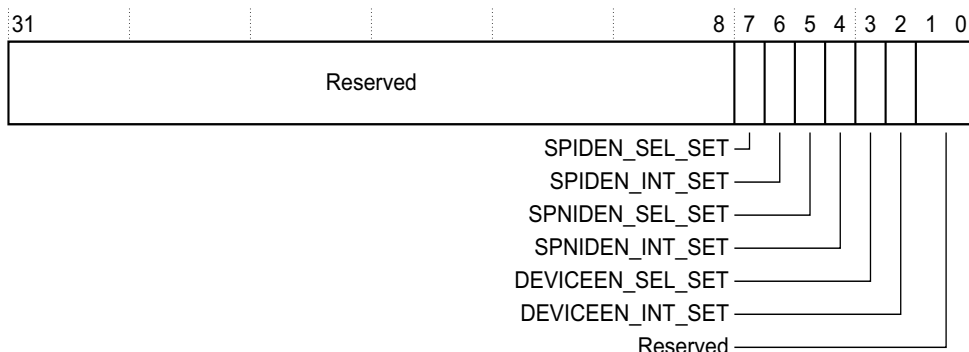 31 8 7 6 5 4 3 2 1 0
Reserved
SPIDEN_SEL_SET
SPIDEN_INT_SET
SPNIDEN_SEL_SET
SPNIDEN_INT_SET
DEVICEEN_SEL_SET
DEVICEEN_INT_SET
Reserved